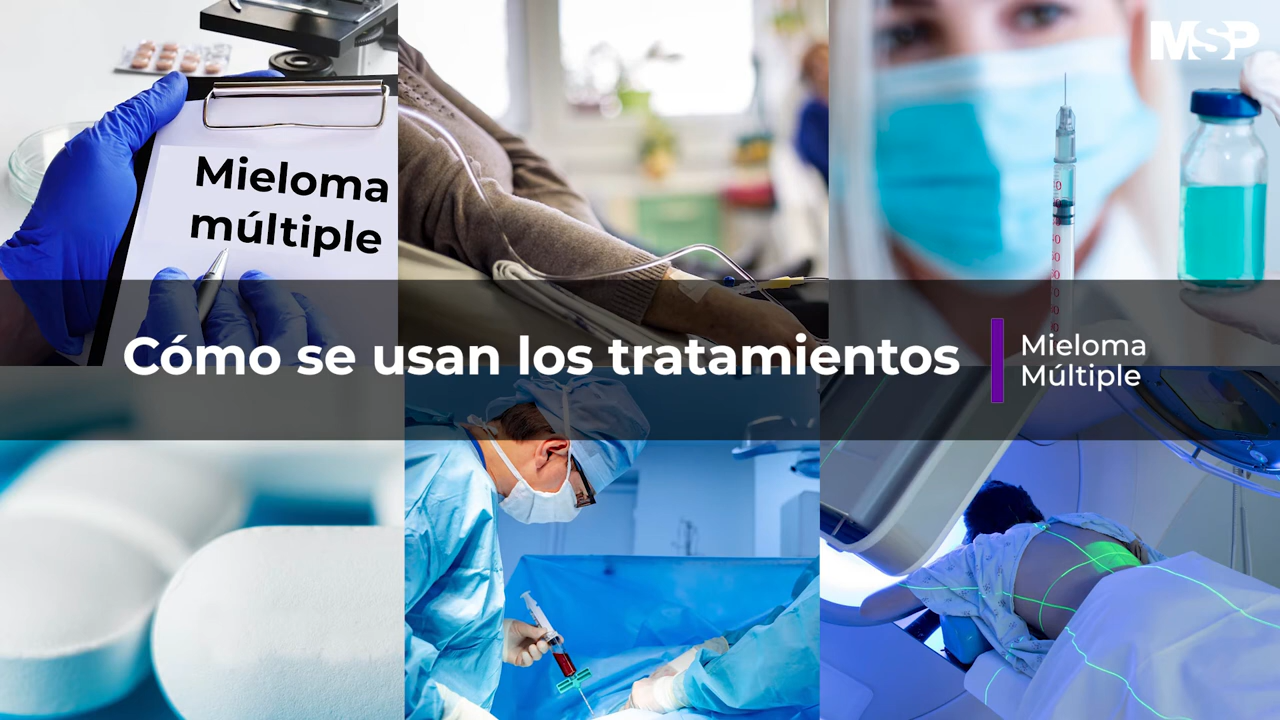 MSP
Mieloma
múltiple
Cómo se usan los tratamientos
Mieloma
Múltiple